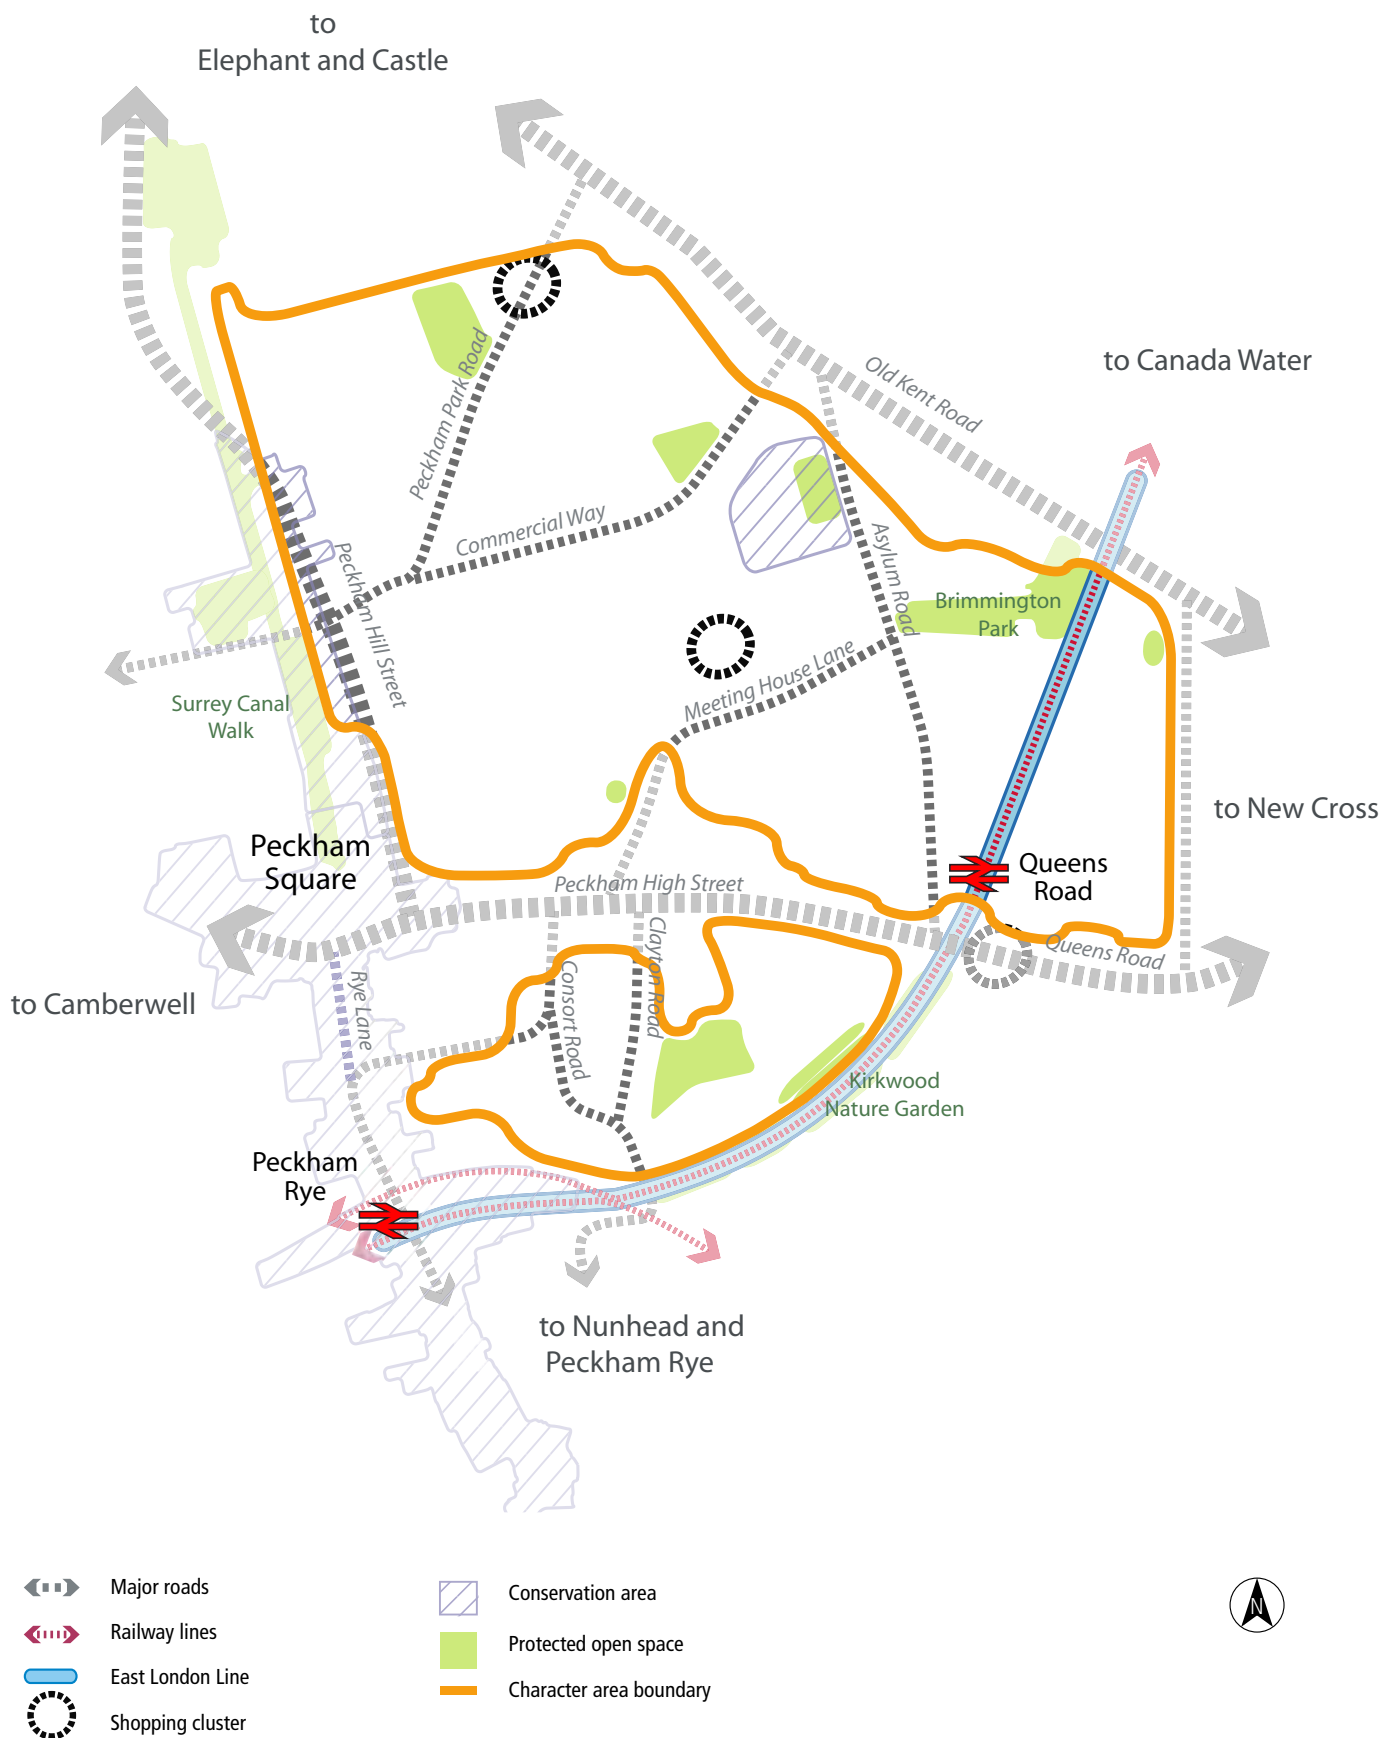 to
Elephant and Castle
to Canada Water
Old Kent Road
Peckham Park Road
Commercial Way
Peckham Hill Street
Asylum Road
Brimmington
Park
Meeting House Lane
Surrey Canal
Walk
to New Cross
Peckham
Square
Queens
Road
Peckham High Street
Clayton Road
Queens Road
Consort Road
Rye Lane
to Camberwell
Kirkwood
Nature Garden
Peckham
Rye
to Nunhead and
Peckham Rye
Major roads
Railway lines
East London Line
Shopping cluster
Conservation area
Protected open space
Character area boundary
N